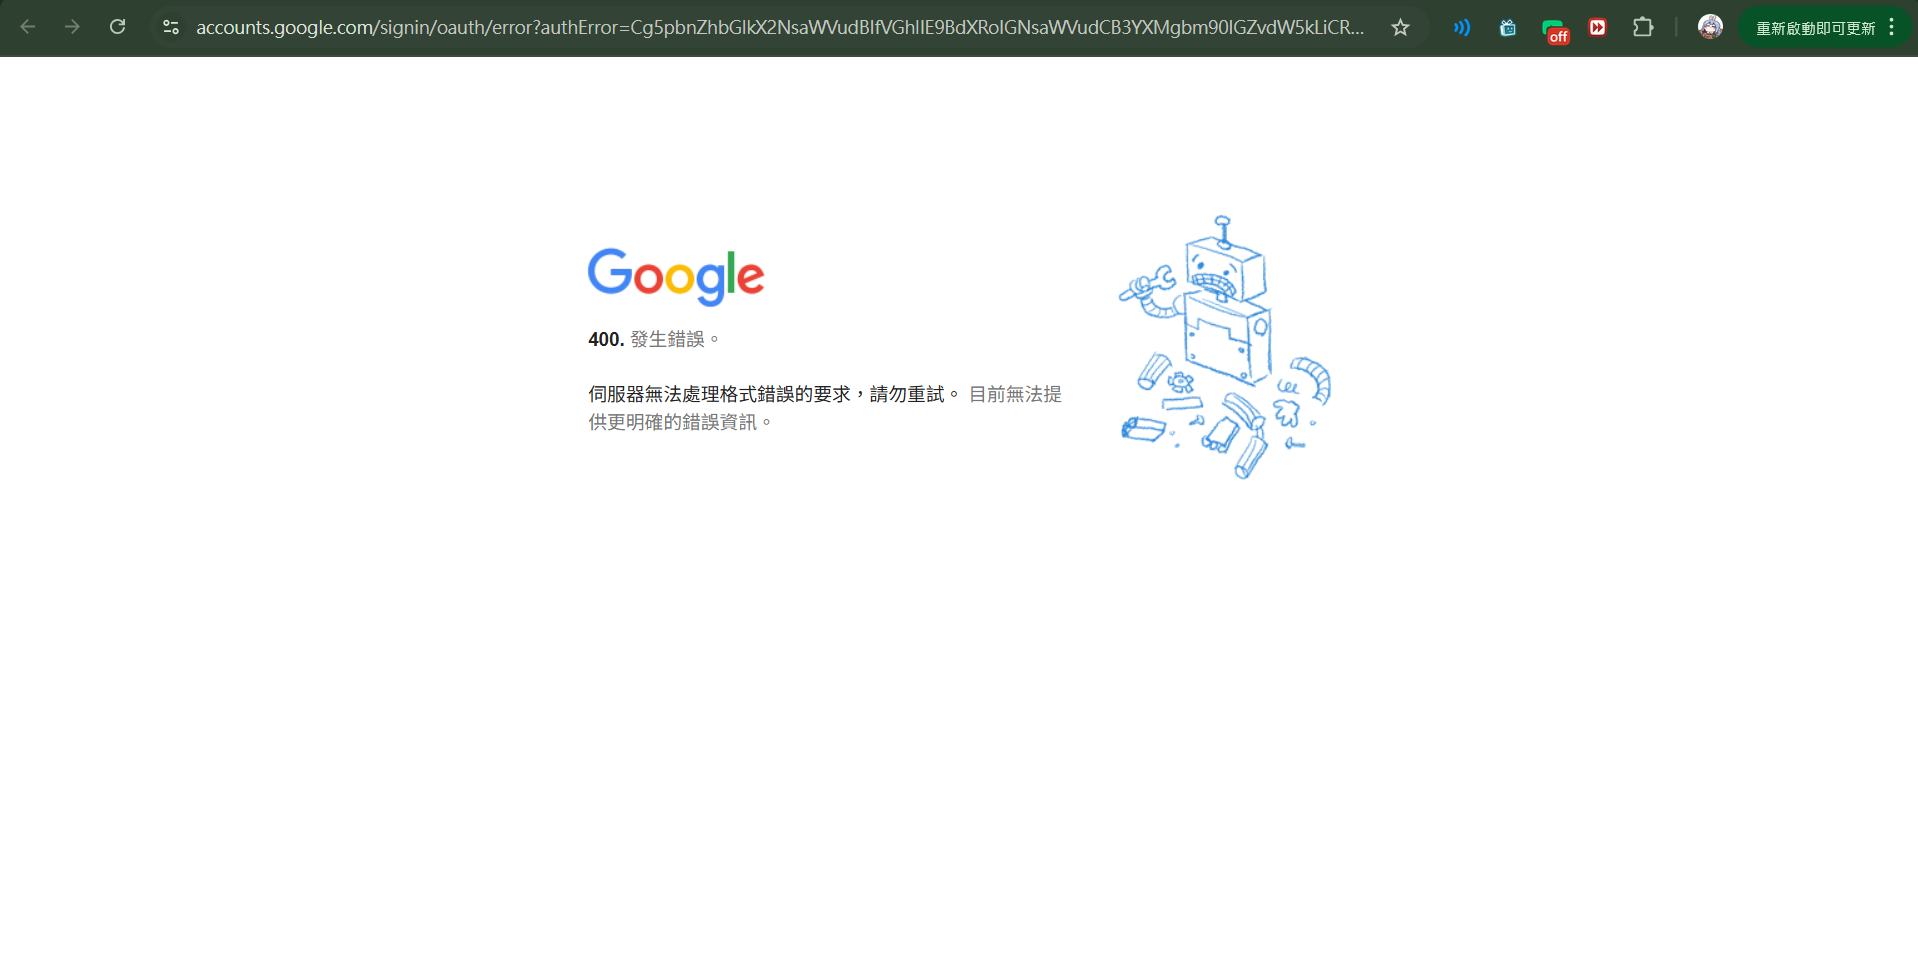 accounts.google.com/signin/oauth/error?authError=Cg5pbnZhbGlkX2NsaWVudBIfVGhlIE9BdXRoIGNsaWVudCB3YXMgbm90IGZvdW5kLiCR...
off
重新啟動即可更新
Google
400. 發生錯誤。
伺服器無法處理格式錯誤的要求，請勿重試。 目前無法提
供更明確的錯誤資訊。